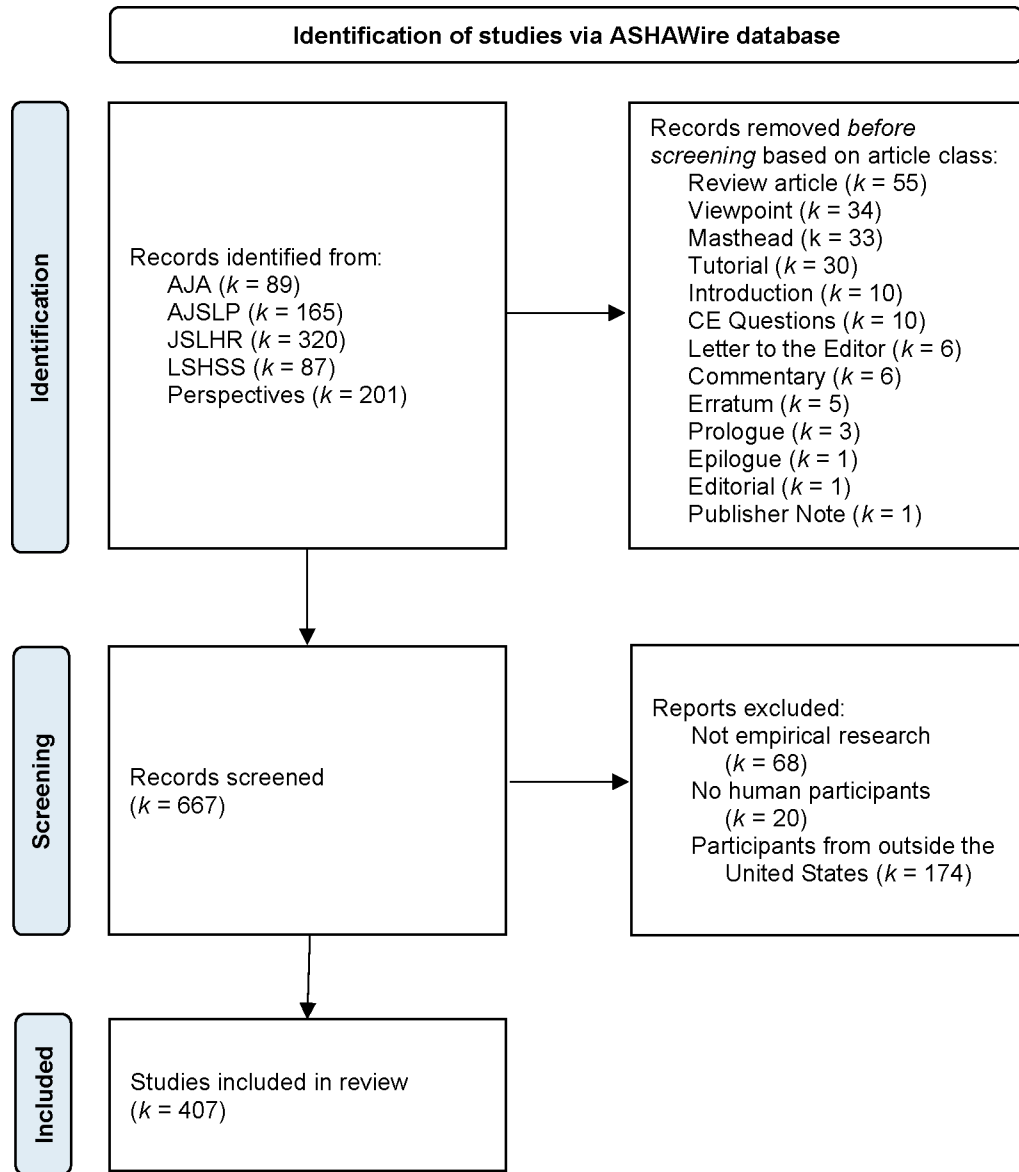 Identification of studies via ASHAWire database
Identification
Records identified from:
AJA (k = 89)
AJSLP (k = 165)
JSLHR (k = 320)
LSHSS (k = 87)
Perspectives (k = 201)
Records removed before
screening based on article class:
Review article (k = 55)
Viewpoint (k = 34)
Masthead (k = 33)
Tutorial (k = 30)
Introduction (k = 10)
CE Questions (k = 10)
Letter to the Editor (k = 6)
Commentary (k = 6)
Erratum (k = 5)
Prologue (k = 3)
Epilogue (k = 1)
Editorial (k = 1)
Publisher Note (k = 1)
Screening
Records screened
(k = 667)
Reports excluded:
Not empirical research
(k = 68)
No human participants
(k = 20)
Participants from outside the
United States (k = 174)
Included
Studies included in review
(k = 407)